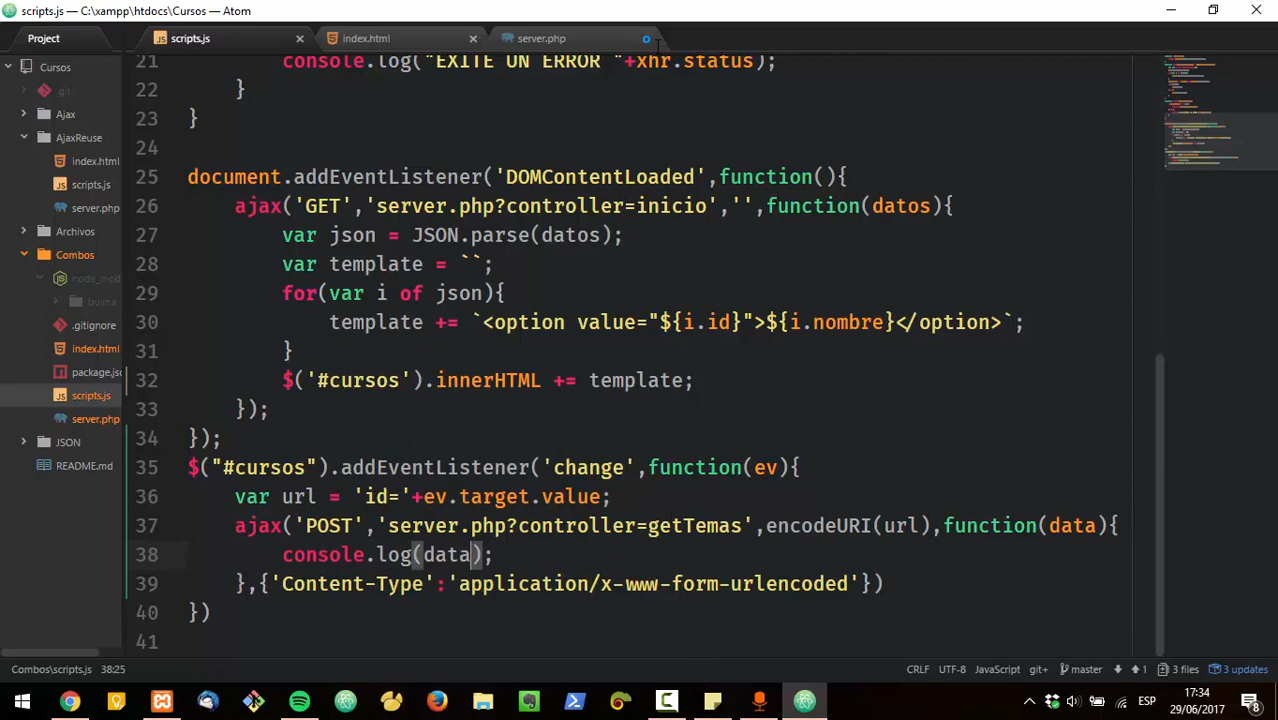 scripts.js — C:\xampp\htdocs\Cursos — Atom
Project
scripts.js
index.html
server.php
Cursos
.git
Ajax
AjaxReuse
index.html
scripts.js
server.php
Archivos
Combos
node_mod
bulma
.gitignore
index.html
package.jsc
scripts.js
server.php
JSON
README.md
21 console.log("EXITE UN ERROR "+xhr.status);
22 }
23 }
24
25 document.addEventListener('DOMContentLoaded',function(){
26 ajax('GET','server.php?controller=inicio','',function(datos){
27 var json = JSON.parse(datos);
28 var template = ``;
29 for(var i of json){
30 template += `<option value="${i.id}">${i.nombre}</option>`;
31 }
32 $('#cursos').innerHTML += template;
33 });
34 });
35 $("#cursos").addEventListener('change',function(ev){
36 var url = 'id='+ev.target.value;
37 ajax('POST','server.php?controller=getTemas',encodeURI(url),function(data){
38 console.log(data);
39 },{'Content-Type':'application/x-www-form-urlencoded'})
40 })
41
Combos\scripts.js 38:25
CRLF UTF-8 JavaScript git+ master 1 3 files 3 updates
ESP
17:34
29/06/2017
8